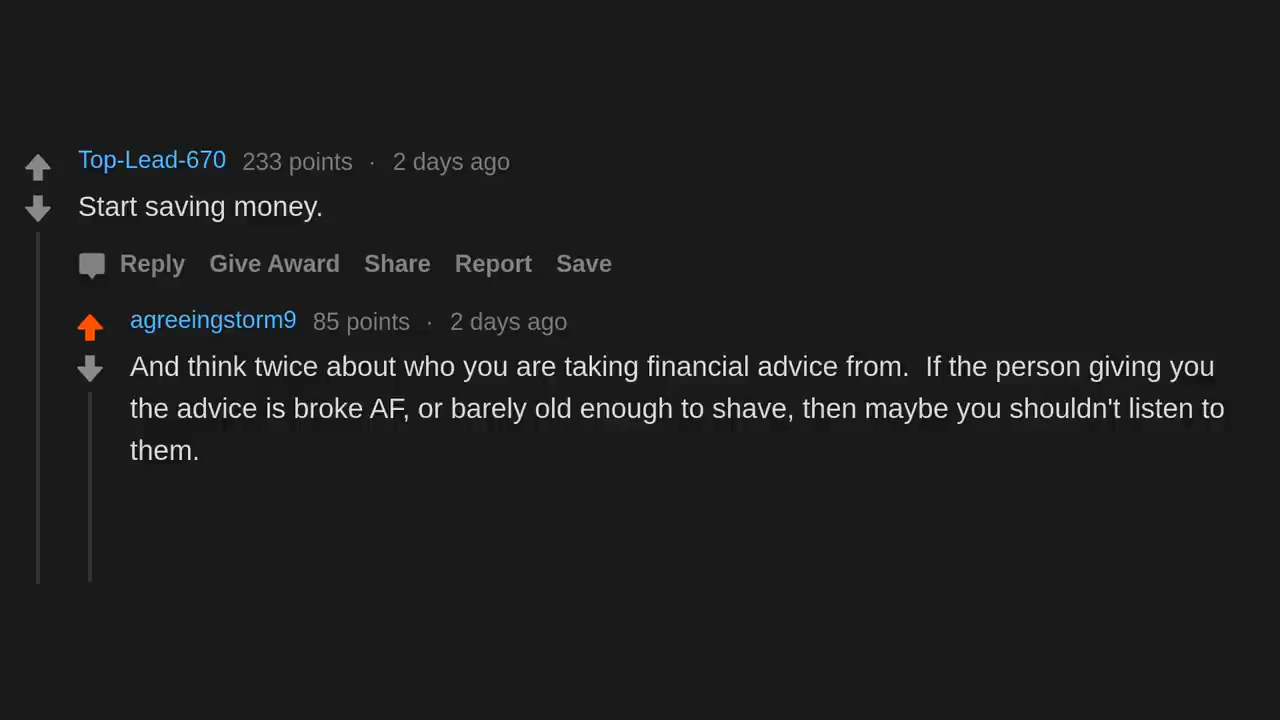 Top-Lead-670 233 points · 2 days ago
Start saving money.
Reply Give Award Share Report Save
agreeingstorm9 85 points · 2 days ago
And think twice about who you are taking financial advice from.  If the person giving you
the advice is broke AF, or barely old enough to shave, then maybe you shouldn't listen to
them.